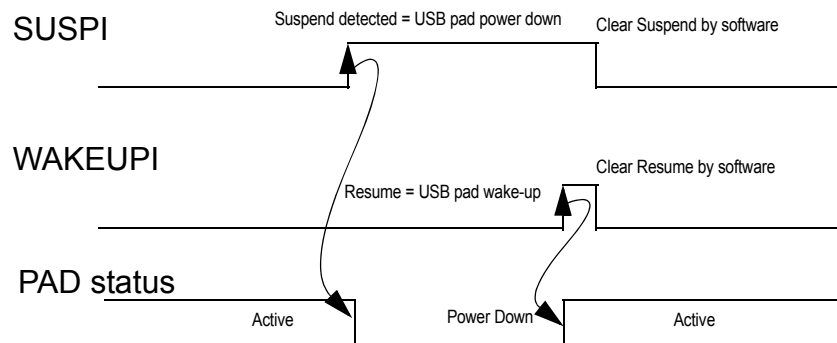 SUSPI
Suspend detected = USB pad power down
Clear Suspend by software
WAKEUPI
Resume = USB pad wake-up
Clear Resume by software
PAD status
Active
Power Down
Active